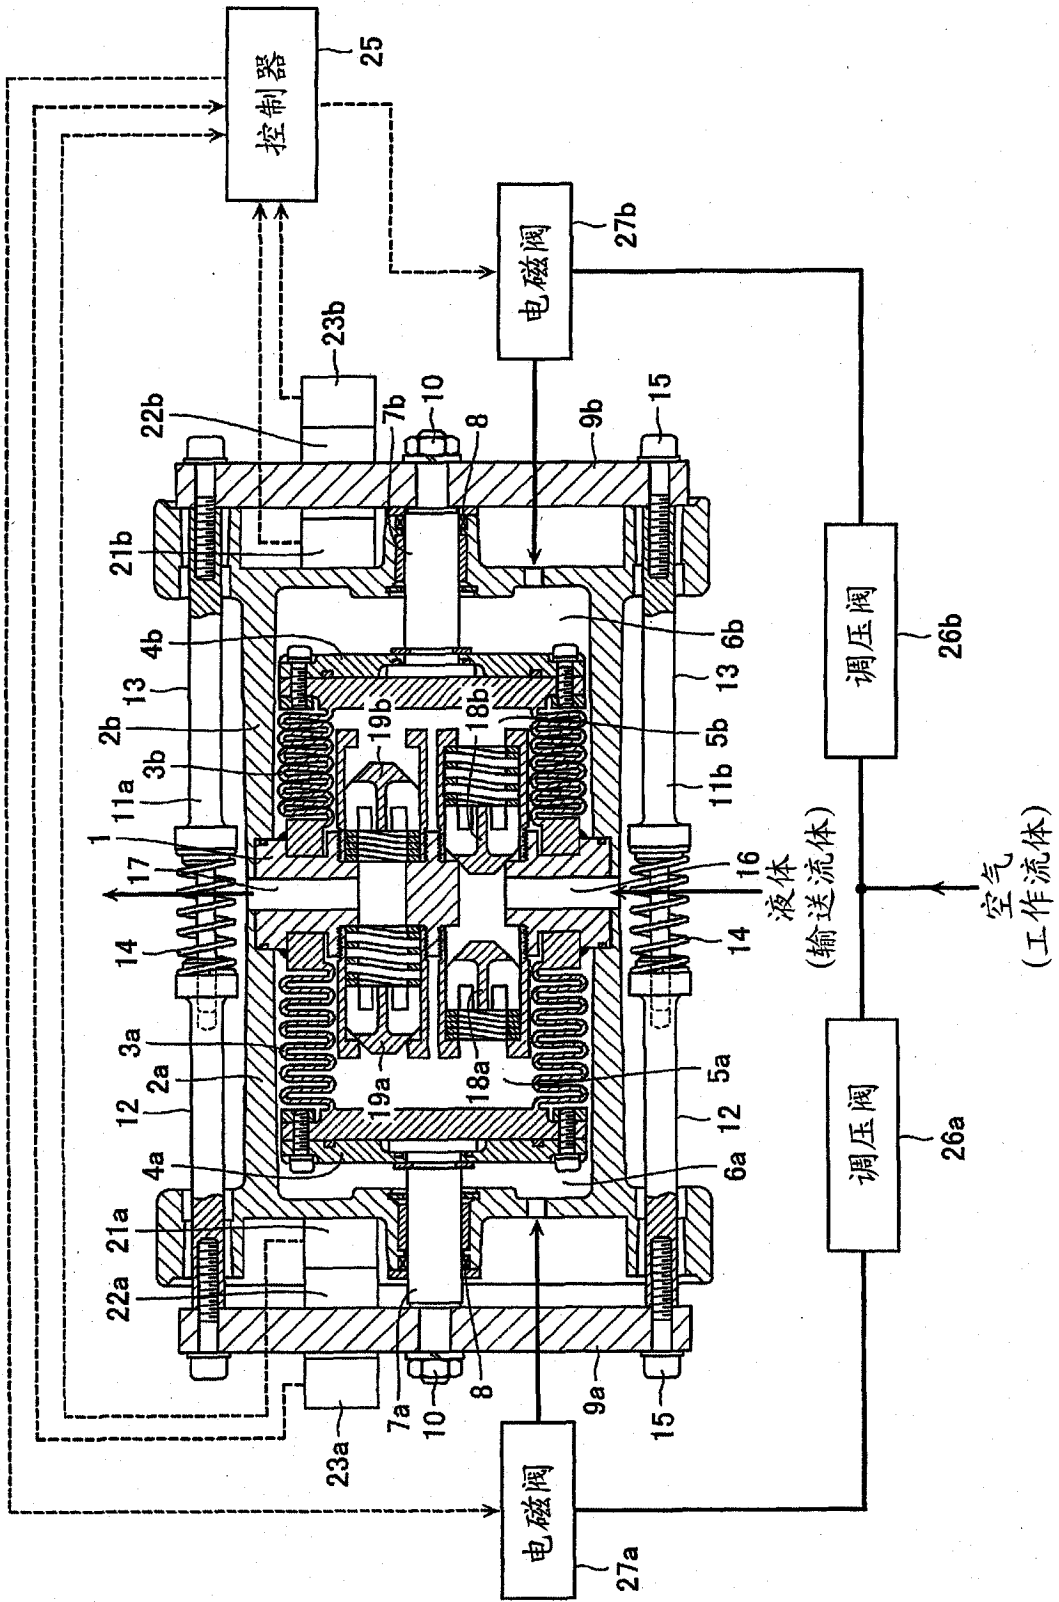 控制器
25
1
2b
21a
21b
12
14
17
11a
13
22a
2a
3a
3b
4a
4b
22b
23a
23b
19a
19b
7a
7b
10
10
18a
18b
8
8
电磁阀
电磁阀
27a
27b
9a
9b
15
15
6a
6b
5a
5b
16
12
14
11b
13
液体
(输送流体)
调压阀
调压阀
26a
26b
空气
(工作流体)